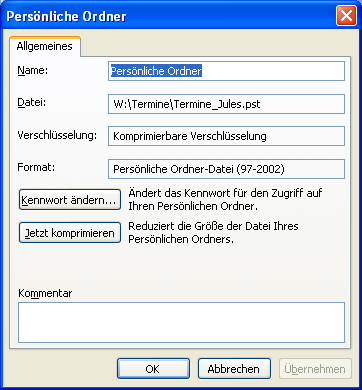 Persönliche Ordner
Allgemeines
Name: Persönliche Ordner
Datei: W:\Termine\Termine_Jules.pst
Verschlüsselung: Komprimierbare Verschlüsselung
Format: Persönliche Ordner-Datei (97-2002)
Kennwort ändern... Ändert das Kennwort für den Zugriff auf
Ihren Persönlichen Ordner.
Jetzt komprimieren Reduziert die Größe der Datei Ihres
Persönlichen Ordners.
Kommentar
OK Abbrechen Übernehmen